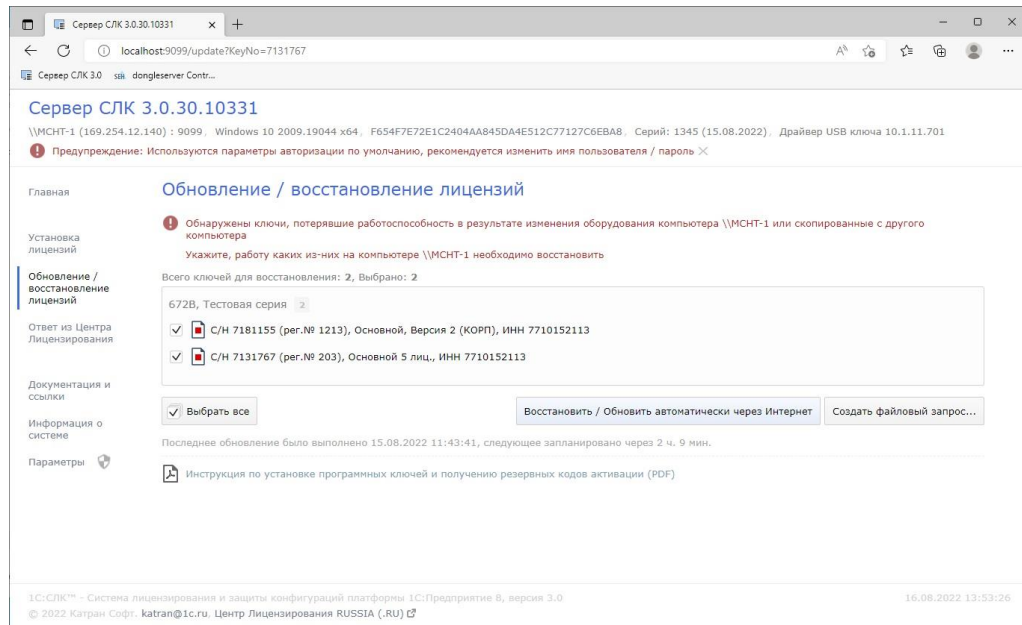 Сервер СЛК 3.0.30.10331
localhost:9099/update?KeyNo=7131767
Сервер СЛК 3.0
seh dongleserver Contr...
Сервер СЛК 3.0.30.10331
\\МСНТ-1 (169.254.12.140) : 9099, Windows 10 2009.19044 x64, F654F7E72E1C2404AA845DA4E512C77127C6EBA8, Серий: 1345 (15.08.2022), Драйвер USB ключа 10.1.11.701
Предупреждение: Используются параметры авторизации по умолчанию, рекомендуется изменить имя пользователя / пароль
Главная
Установка
лицензий
Обновление /
восстановление
лицензий
Ответ из Центра
Лицензирования
Документация и
ссылки
Информация о
системе
Параметры
Обновление / восстановление лицензий
Обнаружены ключи, потерявшие работоспособность в результате изменения оборудования компьютера \\МСНТ-1 или скопированные с другого
компьютера
Укажите, работу каких из-них на компьютере \\МСНТ-1 необходимо восстановить
Всего ключей для восстановления: 2, Выбрано: 2
672B, Тестовая серия 2
С/Н 7181155 (рег.№ 1213), Основной, Версия 2 (КОРП), ИНН 7710152113
С/Н 7131767 (рег.№ 203), Основной 5 лиц., ИНН 7710152113
Выбрать все
Восстановить / Обновить автоматически через Интернет
Создать файловый запрос...
Последнее обновление было выполнено 15.08.2022 11:43:41, следующее запланировано через 2 ч. 9 мин.
Инструкция по установке программных ключей и получению резервных кодов активации (PDF)
1С:СЛК™ - Система лицензирования и защиты конфигураций платформы 1С:Предприятие 8, версия 3.0
16.08.2022 13:53:26
© 2022 Катран Софт. katran@1c.ru, Центр Лицензирования RUSSIA (.RU)